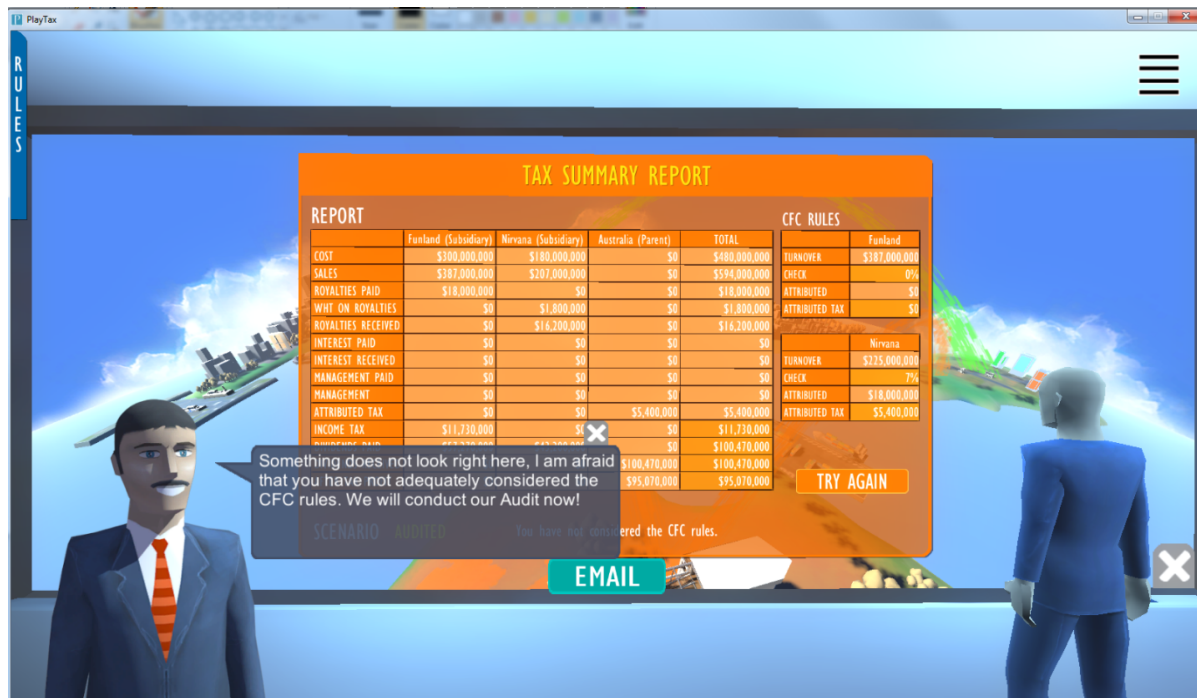 PlayTax
RULES
TAX SUMMARY REPORT
REPORT
Funland (Subsidiary) Nirvana (Subsidiary) Australia (Parent) TOTAL
COST $300,000,000 $180,000,000 $0 $480,000,000
SALES $387,000,000 $207,000,000 $0 $594,000,000
ROYALTIES PAID $18,000,000 $0 $0 $18,000,000
WHT ON ROYALTIES $0 $1,800,000 $0 $1,800,000
ROYALTIES RECEIVED $0 $16,200,000 $0 $16,200,000
INTEREST PAID $0 $0 $0 $0
INTEREST RECEIVED $0 $0 $0 $0
MANAGEMENT PAID $0 $0 $0 $0
MANAGEMENT $0 $0 $0 $0
ATTRIBUTED TAX $0 $0 $5,400,000 $5,400,000
INCOME TAX $11,730,000 $0 $0 $11,730,000
$0 $100,470,000
$100,470,000 $100,470,000
$95,070,000 $95,070,000
CFC RULES
Funland
TURNOVER $387,000,000
CHECK 0%
ATTRIBUTED $0
ATTRIBUTED TAX $0
Nirvana
TURNOVER $225,000,000
CHECK 7%
ATTRIBUTED $18,000,000
ATTRIBUTED TAX $5,400,000
TRY AGAIN
Something does not look right here, I am afraid
that you have not adequately considered the
CFC rules. We will conduct our Audit now!
SCENARIO AUDITED You have not considered the CFC rules.
EMAIL